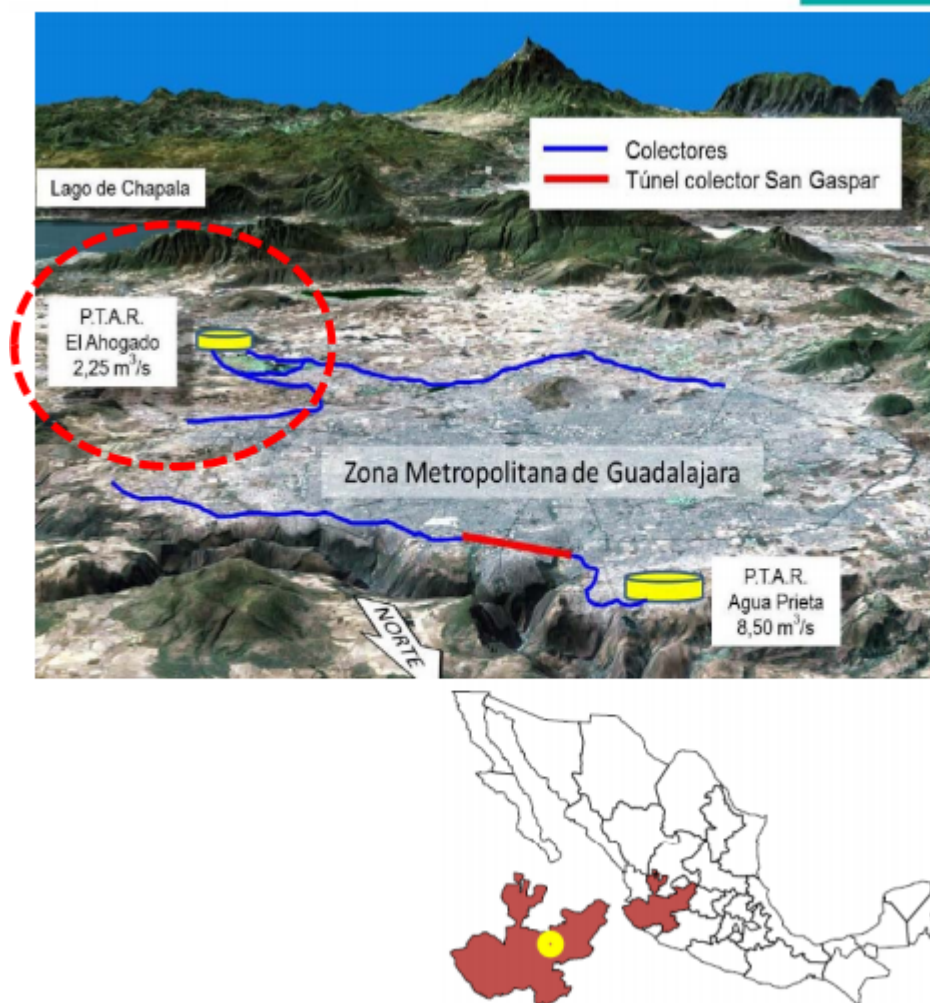 Colectores
Túnel colector San Gaspar
Lago de Chapala
P.T.A.R.
El Ahogado
2,25 m³/s
Zona Metropolitana de Guadalajara
P.T.A.R.
Agua Prieta
8,50 m³/s
NORTE